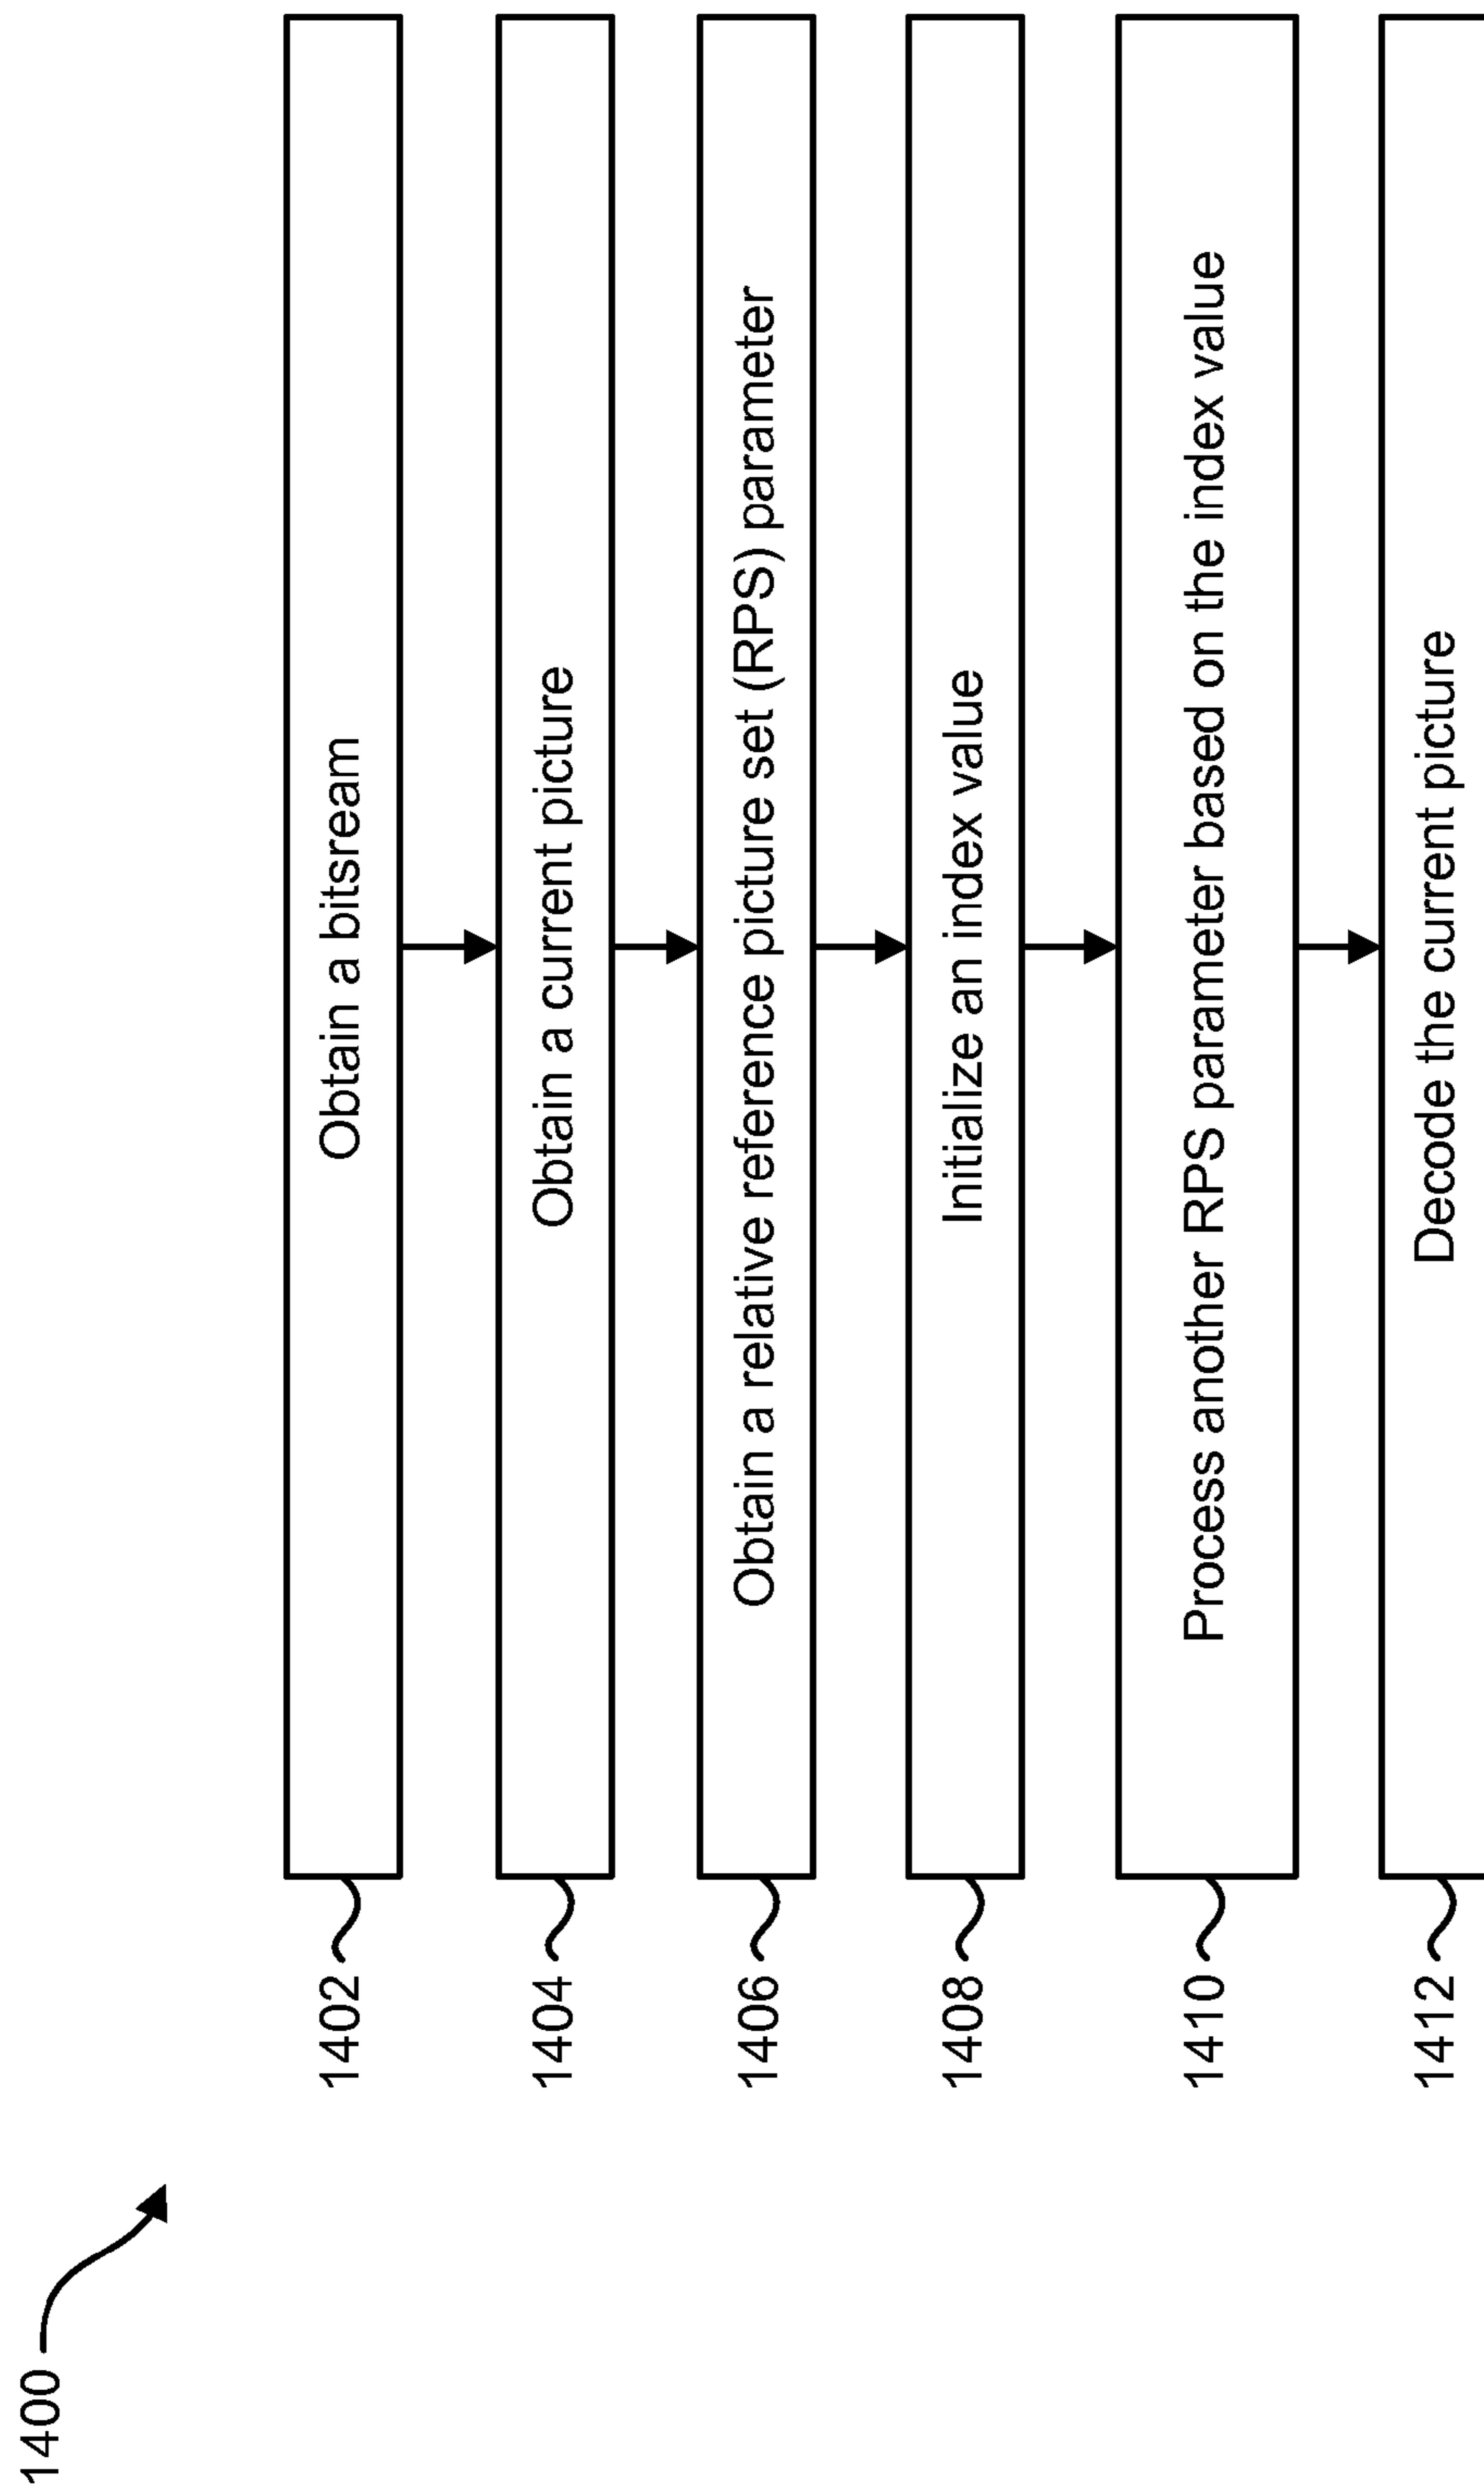 1400
1402 Obtain a bitsream
1404 Obtain a current picture
1406 Obtain a relative reference picture set (RPS) parameter
1408 Initialize an index value
1410 Process another RPS parameter based on the index value
1412 Decode the current picture